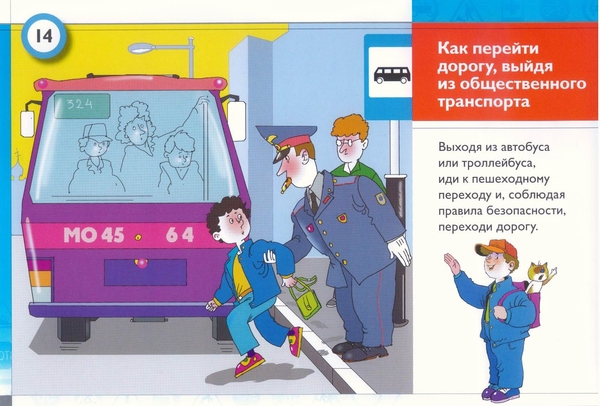 14
Как перейти
дорогу, выйдя
из общественного
транспорта
324
МО 45 64
Выходя из автобуса
или троллейбуса,
иди к пешеходному
переходу и, соблюдая
правила безопасности,
переходи дорогу.